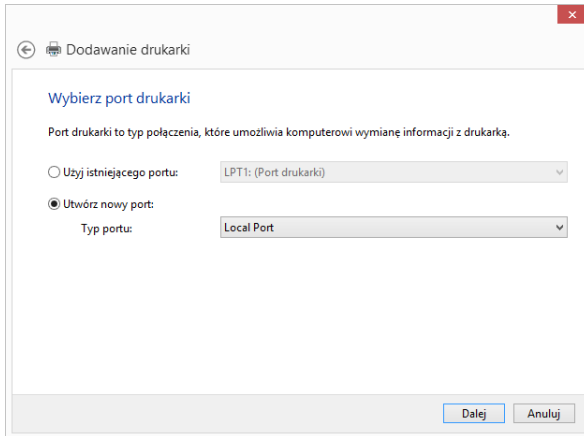 Dodawanie drukarki
Wybierz port drukarki
Port drukarki to typ połączenia, które umożliwia komputerowi wymianę informacji z drukarką.
Użyj istniejącego portu: LPT1: (Port drukarki)
Utwórz nowy port:
Typ portu: Local Port
Dalej Anuluj